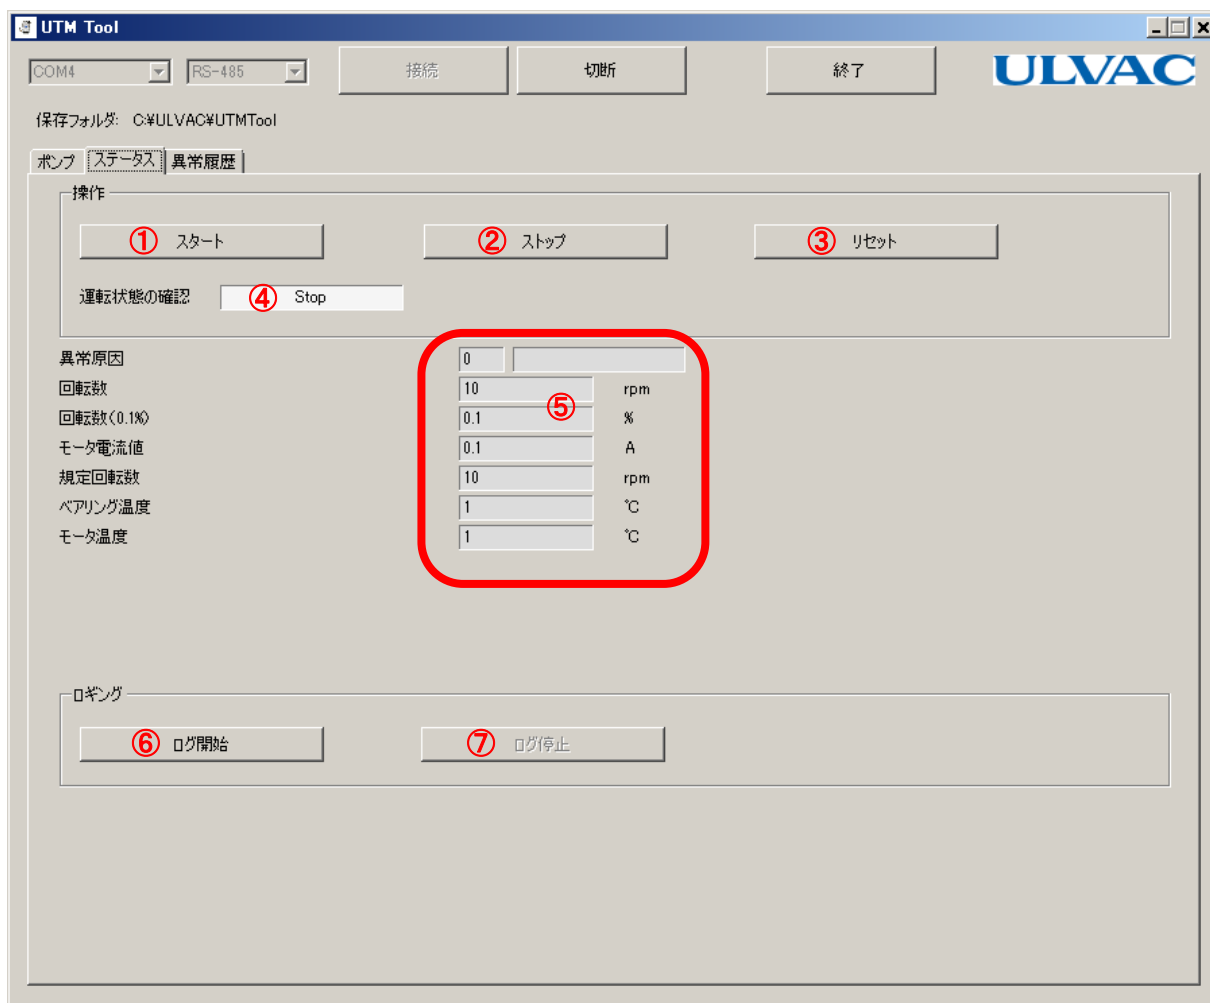 UTM Tool
COM4 RS-485 接続 切断 終了 ULVAC
保存フォルダ: C:¥ULVAC¥UTMTool
ポンプ ステータス 異常履歴
操作
① スタート ② ストップ ③ リセット
運転状態の確認 ④ Stop
異常原因 0
回転数 10 rpm
⑤
回転数(0.1%) 0.1 %
モータ電流値 0.1 A
規定回転数 10 rpm
ベアリング温度 1 ℃
モータ温度 1 ℃
ロギング
⑥ ログ開始 ⑦ ログ停止